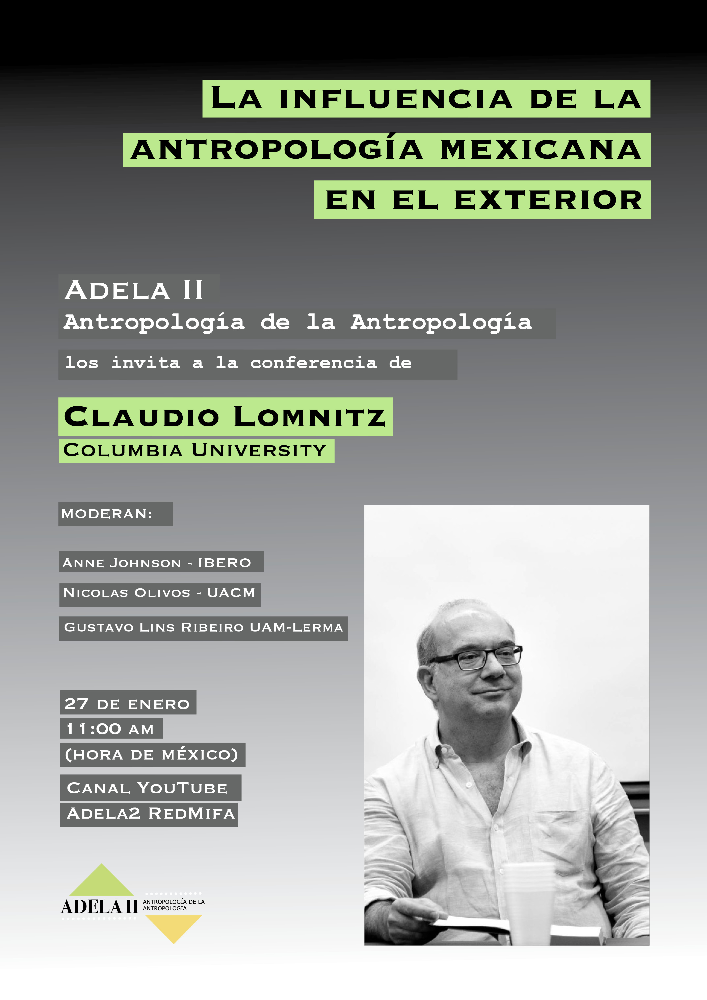 La influencia de la
antropología mexicana
en el exterior
Adela II
Antropología de la Antropología
los invita a la conferencia de
Claudio Lomnitz
Columbia University
moderan:
Anne Johnson - IBERO
Nicolas Olivos - UACM
Gustavo Lins Ribeiro UAM-Lerma
27 de enero
11:00 am
(hora de méxico)
Canal YouTube
Adela2 RedMifa
ADELA II
ANTROPOLOGÍA DE LA
ANTROPOLOGÍA